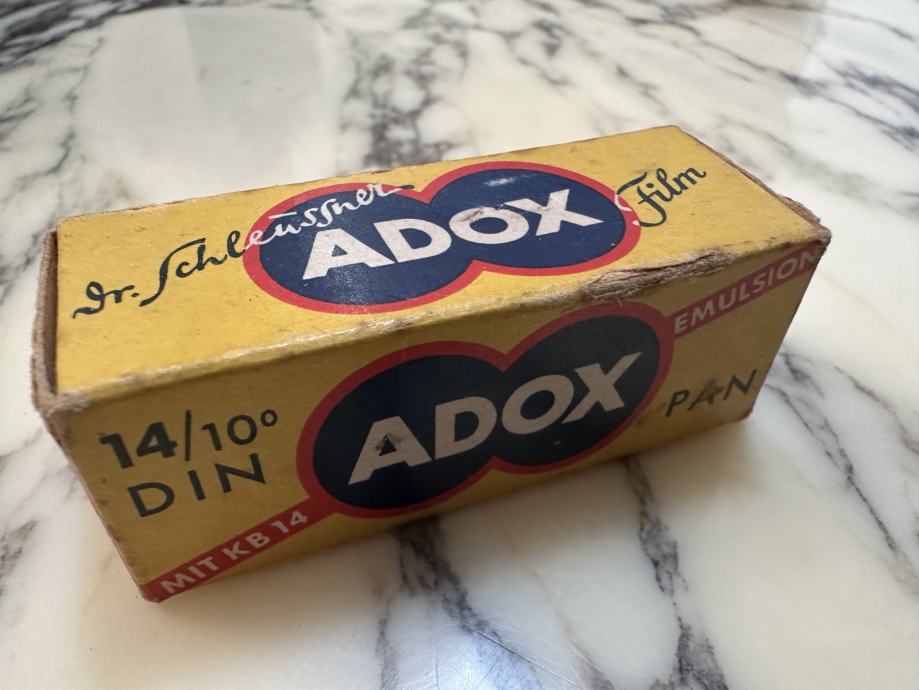 Dr. Schleussner ADOX Film
14/10° DIN
ADOX
PAN
MIT KB 14 EMULSION